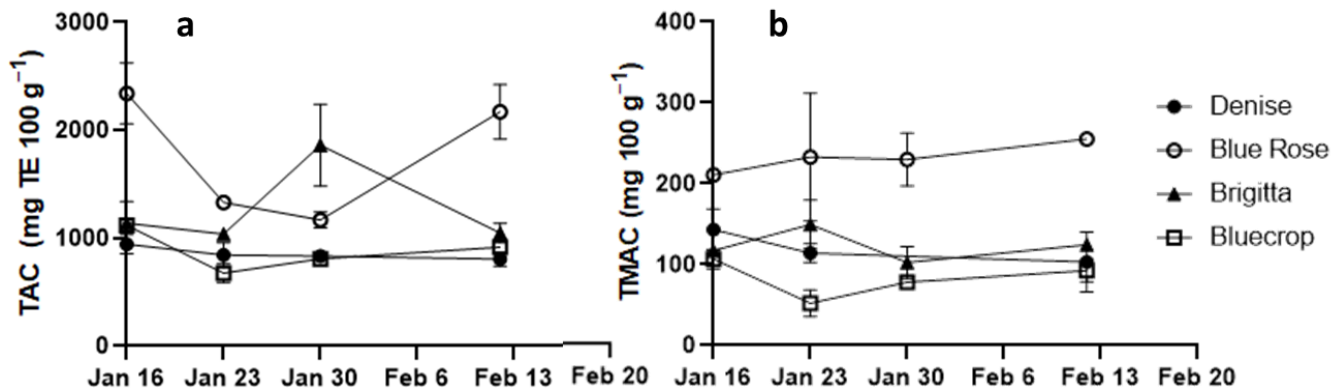 a
TAC (mg TE 100 g⁻¹)
3000
2000
1000
0
Jan 16 Jan 23 Jan 30 Feb 6 Feb 13 Feb 20
b
TMAC (mg 100 g⁻¹)
400
300
200
100
0
Jan 16 Jan 23 Jan 30 Feb 6 Feb 13 Feb 20
Denise
Blue Rose
Brigitta
Bluecrop